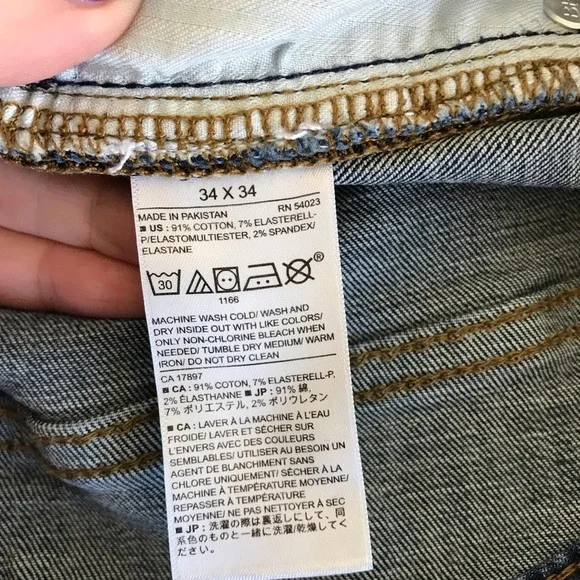 34 X 34
MADE IN PAKISTAN RN 54023
■ US : 91% COTTON, 7% ELASTERELL-
P/ELASTOMULTIESTER, 2% SPANDEX/
ELASTANE
30
®
1166
MACHINE WASH COLD/ WASH AND
DRY INSIDE OUT WITH LIKE COLORS/
ONLY NON-CHLORINE BLEACH WHEN
NEEDED/ TUMBLE DRY MEDIUM/ WARM
IRON/ DO NOT DRY CLEAN
CA 17897
■ CA : 91% COTON, 7% ELASTERELL-P,
2% ÉLASTHANNE ■ JP : 91% 綿,
7% ポリエステル, 2% ポリウレタン
■ CA : LAVER À LA MACHINE À L'EAU
FROIDE/ LAVER ET SÉCHER SUR
L'ENVERS AVEC DES COULEURS
SEMBLABLES/ UTILISER AU BESOIN UN
AGENT DE BLANCHIMENT SANS
CHLORE UNIQUEMENT/ SÉCHER À LA
MACHINE À TEMPÉRATURE MOYENNE/
REPASSER À TEMPÉRATURE
MOYENNE/ NE PAS NETTOYER À SEC
■ JP : 洗濯の際は裏返しにして、同
系色のものと一緒に洗濯/乾燥してく